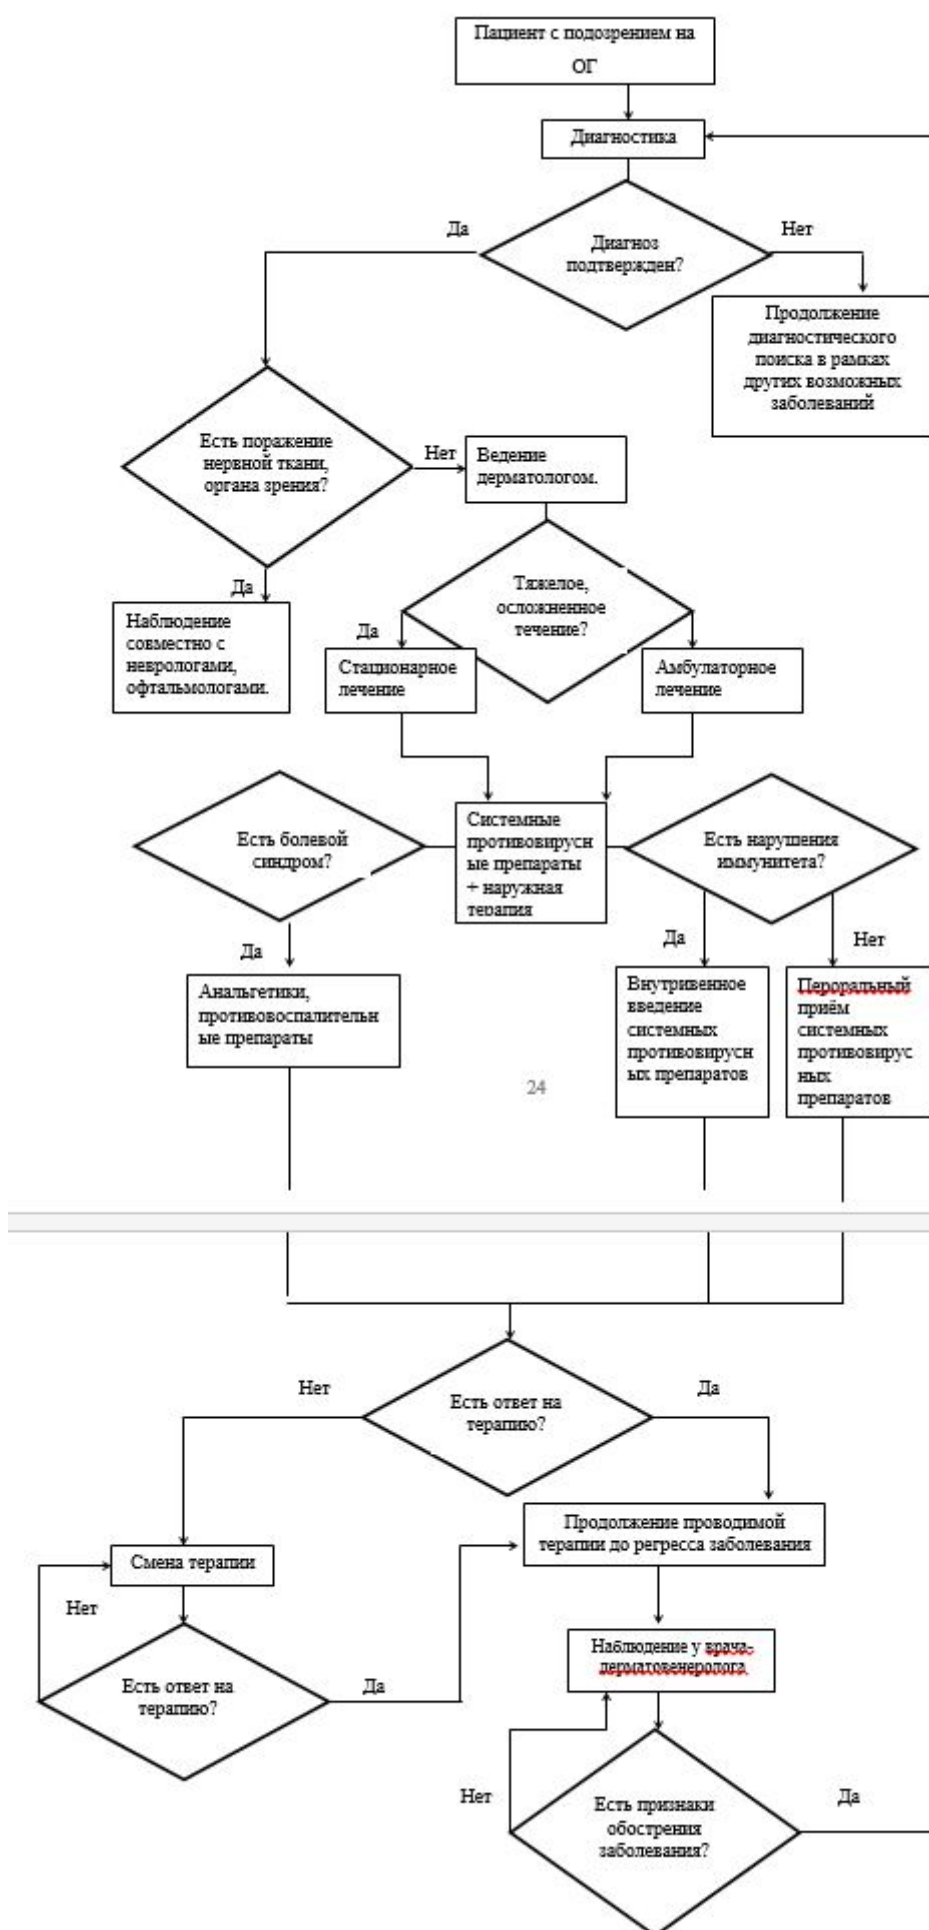 Пациент с подозрением на
ОГ
Диагностика
Да
Нет
Диагноз
подтвержден?
Продолжение
диагностического
поиска в рамках
других возможных
заболеваний
Есть поражение
нервной ткани,
органа зрения?
Нет
Ведение
дерматологом.
Да
Наблюдение
совместно с
неврологами,
офтальмологами.
Тяжелое,
осложненное
течение?
Да
Стационарное
лечение
Амбулаторное
лечение
Есть болевой
синдром?
Системные
противовирусн
ые препараты
+ наружная
терапия
Есть нарушения
иммунитета?
Да
Да
Нет
Анальгетики,
противовоспалительн
ые препараты
Внутривенное
введение
системных
противовирусн
ых препаратов
Пероральный
приём
системных
противовирус
ных
препаратов
24
Нет
Да
Есть ответ на
терапию?
Продолжение проводимой
терапии до регресса заболевания
Смена терапии
Нет
Наблюдение у врача-
дерматовенеролога
Есть ответ на
терапию?
Да
Нет
Да
Есть признаки
обострения
заболевания?